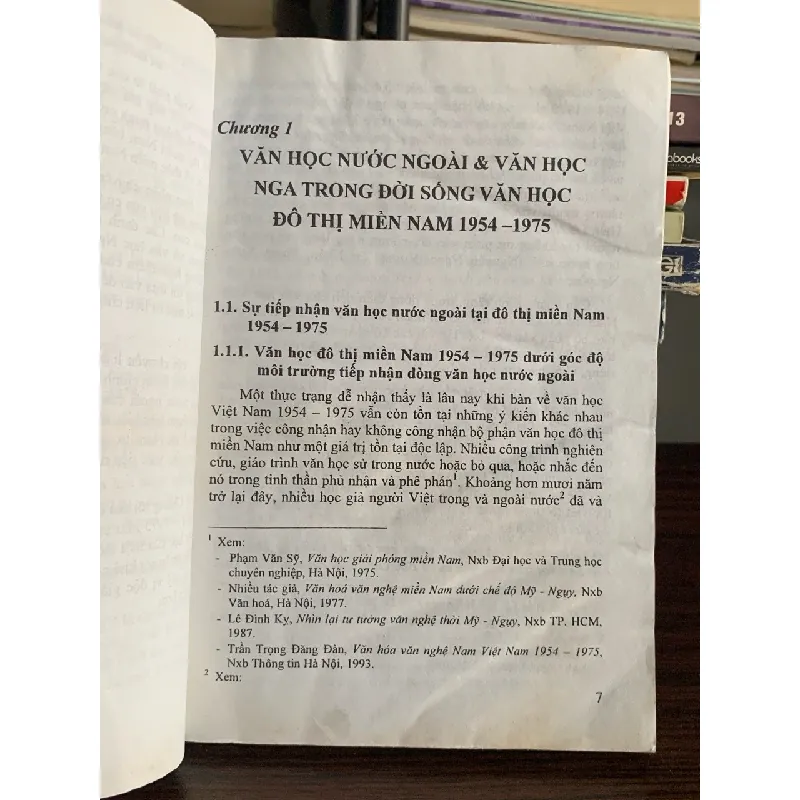 Chương 1
VĂN HỌC NƯỚC NGOÀI & VĂN HỌC
NGA TRONG ĐỜI SỐNG VĂN HỌC
ĐÔ THỊ MIỀN NAM 1954 –1975
1.1. Sự tiếp nhận văn học nước ngoài tại đô thị miền Nam
1954 – 1975
1.1.1. Văn học đô thị miền Nam 1954 – 1975 dưới góc độ
môi trường tiếp nhận dòng văn học nước ngoài
Một thực trạng dễ nhận thấy là lâu nay khi bàn về văn học
Việt Nam 1954 – 1975 vẫn còn tồn tại những ý kiến khác nhau
trong việc công nhận hay không công nhận bộ phận văn học đô thị
miền Nam như một giá trị tồn tại độc lập. Nhiều công trình nghiên
cứu, giáo trình văn học sử trong nước hoặc bỏ qua, hoặc nhắc đến
nó trong tinh thần phủ nhận và phê phán¹. Khoảng hơn mươi năm
trở lại đây, nhiều học giả người Việt trong và ngoài nước² đã và
¹ Xem:
- Phạm Văn Sỹ, Văn học giải phóng miền Nam, Nxb Đại học và Trung học
chuyên nghiệp, Hà Nội, 1975.
- Nhiều tác giả, Văn hoá văn nghệ miền Nam dưới chế độ Mỹ - Ngụy, Nxb
Văn hoá, Hà Nội, 1977.
- Lê Đình Kỵ, Nhìn lại tư tưởng văn nghệ thời Mỹ - Ngụy, Nxb TP. HCM,
1987.
- Trần Trọng Đăng Đàn, Văn hóa văn nghệ Nam Việt Nam 1954 – 1975,
Nxb Thông tin Hà Nội, 1993.
² Xem:
7
13
obooks